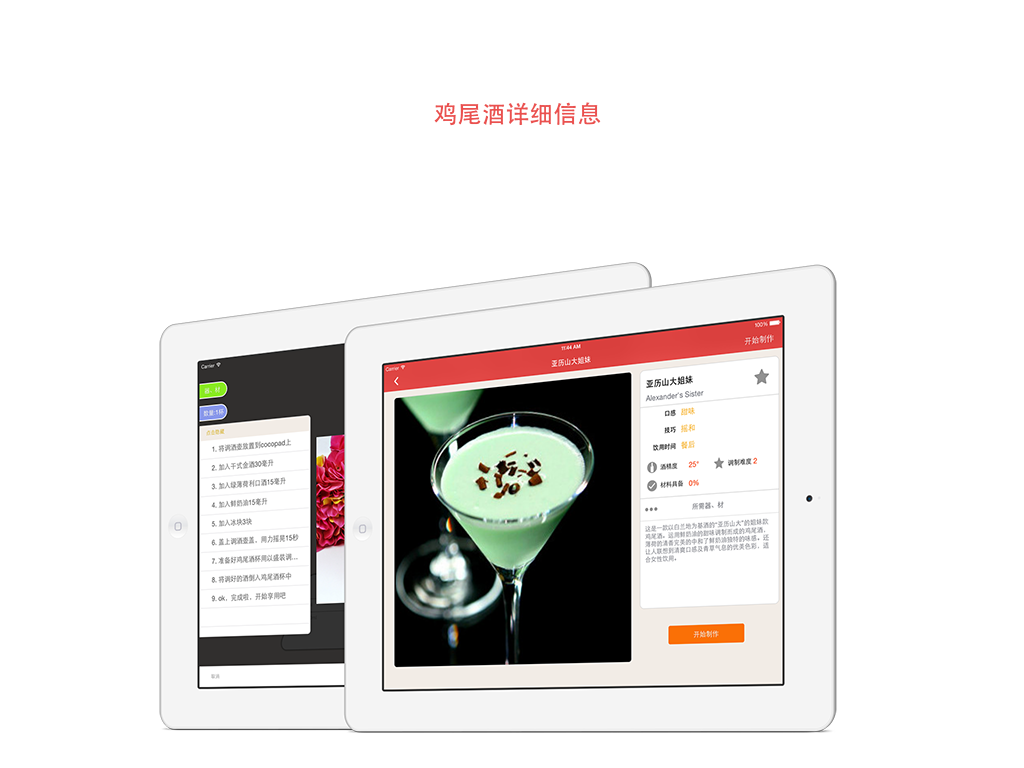 鸡尾酒详细信息
Carrier
器、材
数量:1杯
点击隐藏
1. 将调酒壶放置到cocopad上
2. 加入干式金酒30毫升
3. 加入绿薄荷利口酒15毫升
4. 加入鲜奶油15毫升
5. 加入冰块3块
6. 盖上调酒壶盖，用力摇晃15秒
7. 准备好鸡尾酒杯用以盛装调...
8. 将调好的酒倒人鸡尾酒杯中
9. ok，完成啦，开始享用吧
Carrier
11:44 AM
100%
亚历山大姐妹
开始制作
亚历山大姐妹
Alexander's Sister
口感 甜味
技巧 摇和
饮用时间 餐后
酒精度 25°
调制难度 2
材料具备 0%
所需器、材
这是一款以白兰地为基酒的"亚历山大"的姐妹款
鸡尾酒。运用鲜奶油的甜味调制而成的鸡尾酒，
薄荷的清香完美的中和了鲜奶油独特的味感。还
让人联想到清爽口感及青草气息的优美色彩，适
合女性饮用。
开始制作